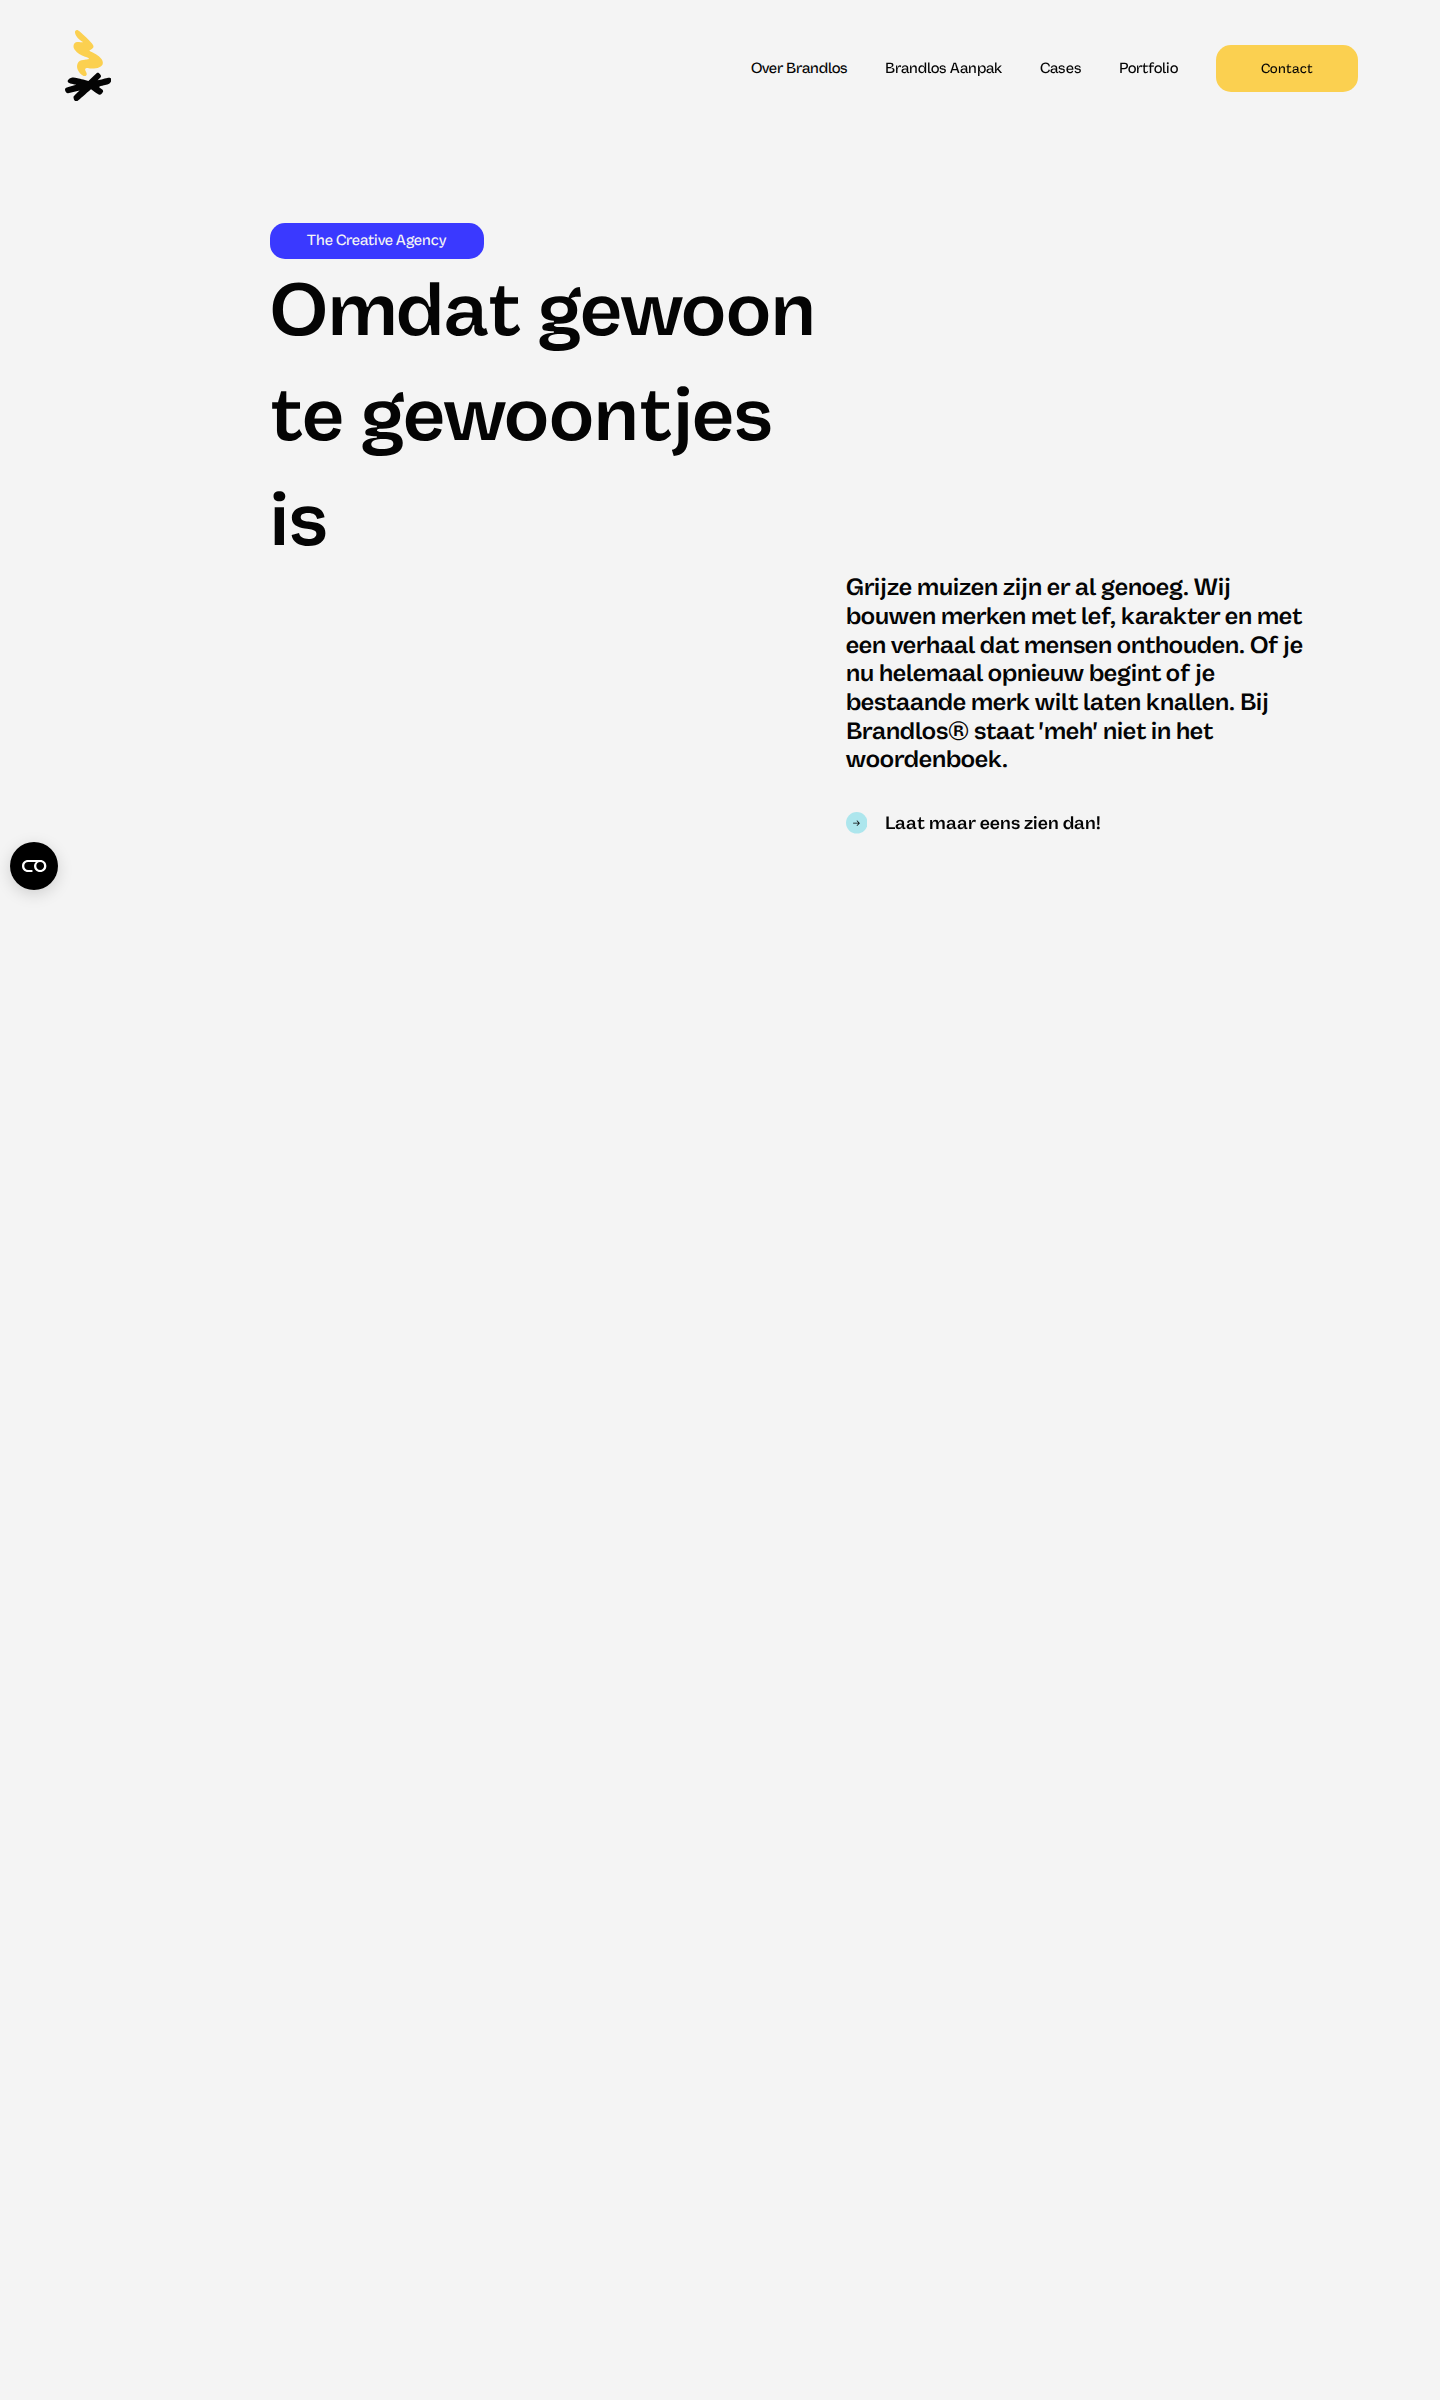 Over Brandlos
Brandlos Aanpak
Cases
Portfolio
Contact
The Creative Agency
Omdat gewoon
te gewoontjes
is
Grijze muizen zijn er al genoeg. Wij
bouwen merken met lef, karakter en met
een verhaal dat mensen onthouden. Of je
nu helemaal opnieuw begint of je
bestaande merk wilt laten knallen. Bij
Brandlos® staat 'meh' niet in het
woordenboek.
Laat maar eens zien dan!